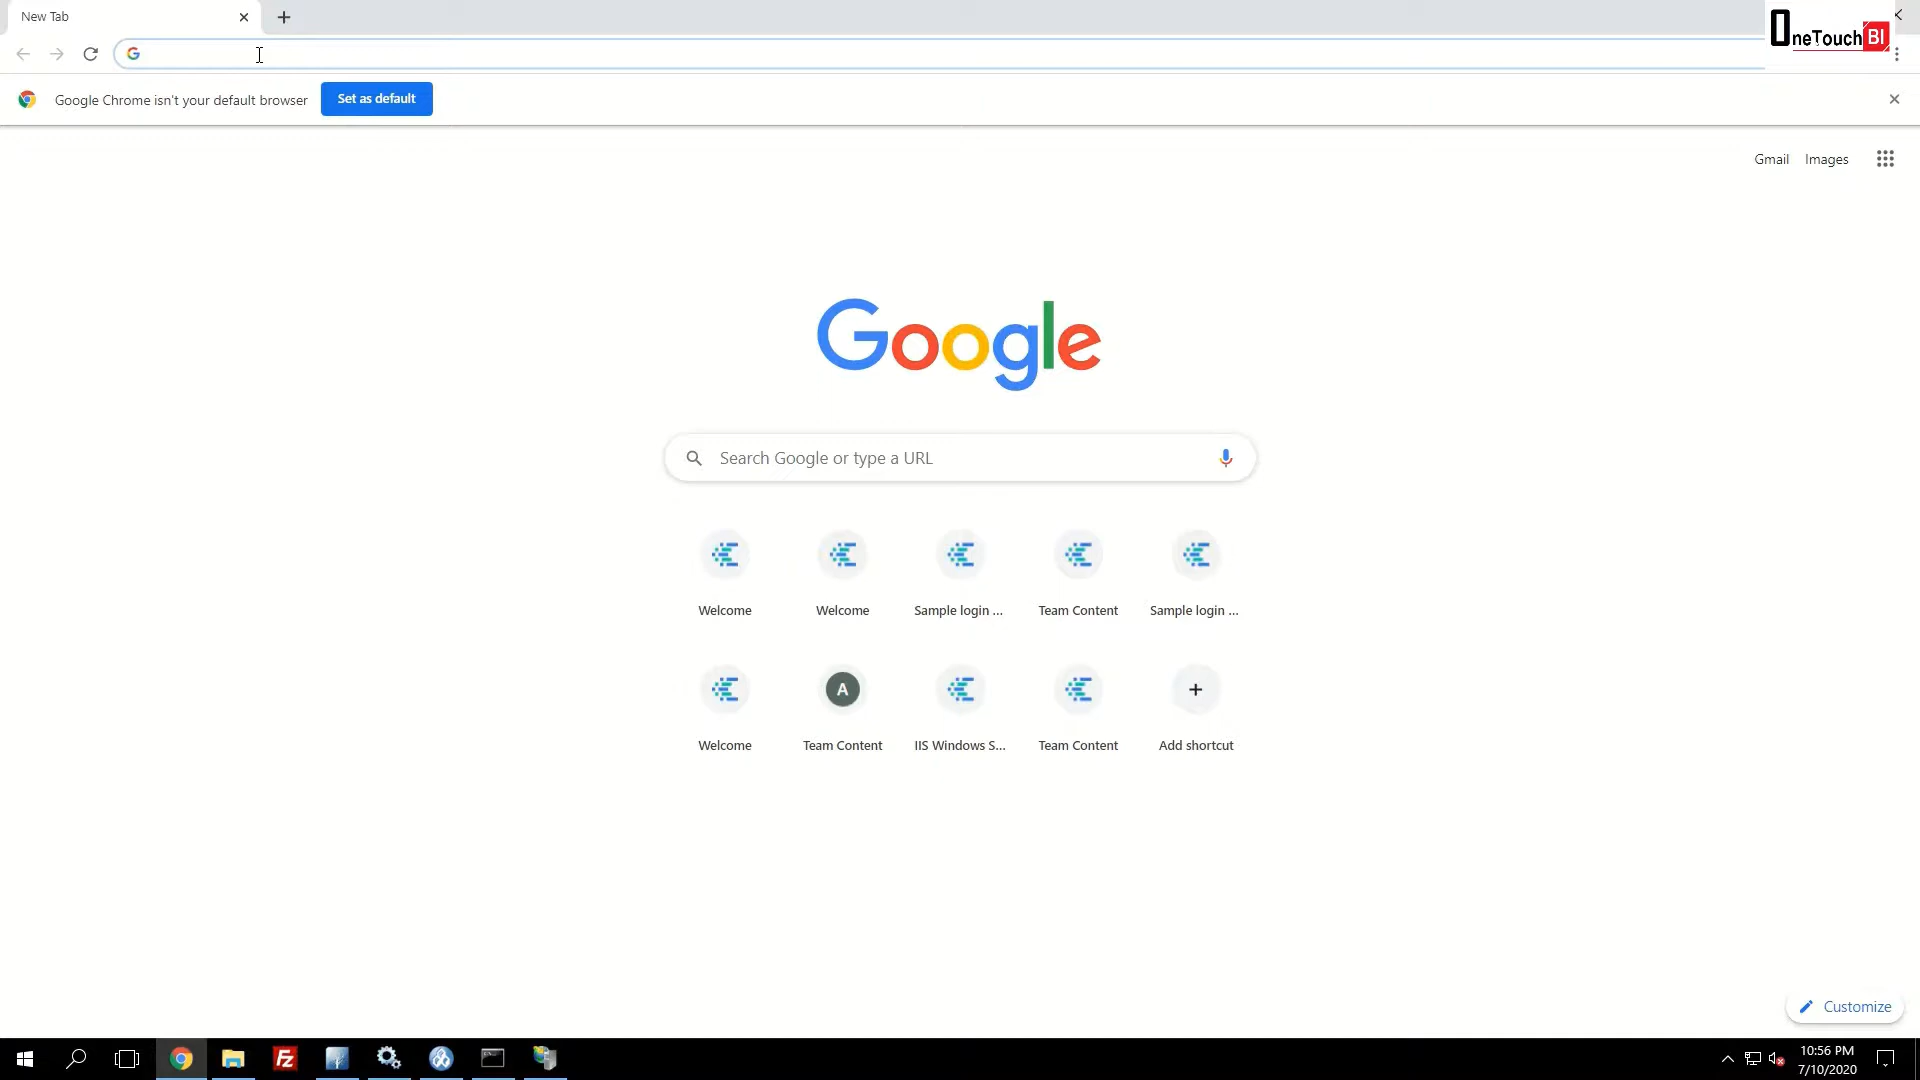 New Tab
OneTouchBI
Google Chrome isn't your default browser
Set as default
Gmail
Images
Google
Search Google or type a URL
Welcome
Welcome
Sample login ...
Team Content
Sample login ...
A
Welcome
Team Content
IIS Windows S...
Team Content
Add shortcut
Customize
Fz
10:56 PM
7/10/2020